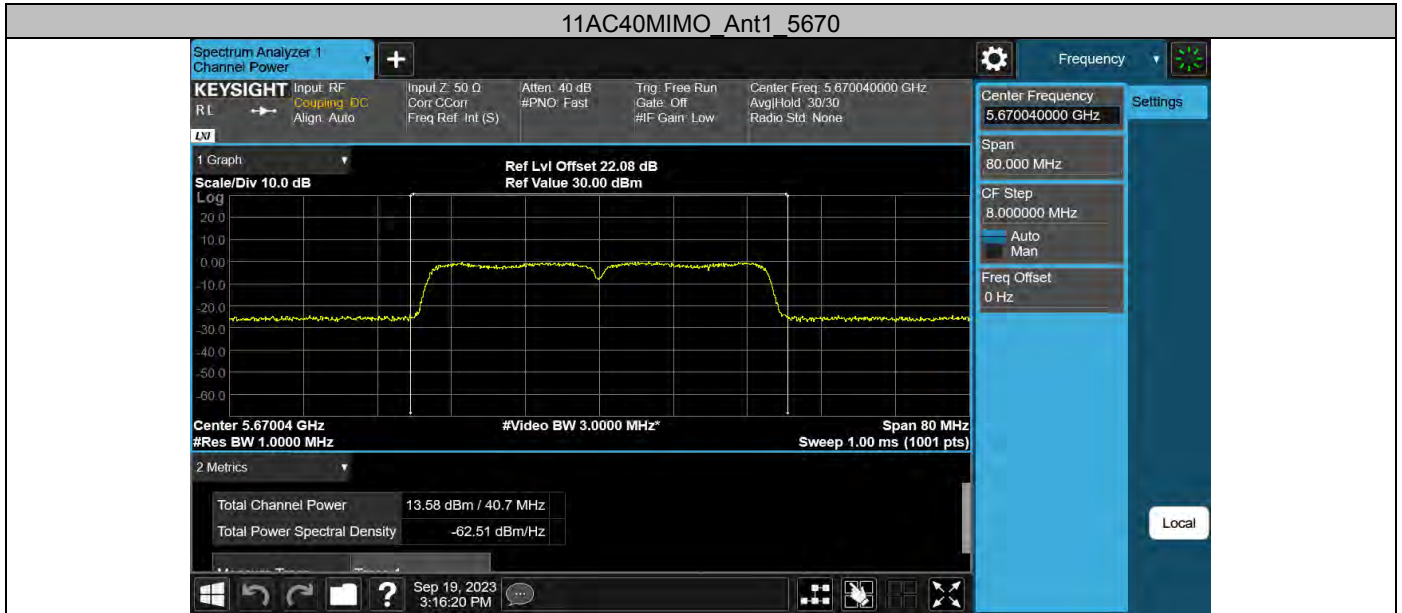 11AC40MIMO_Ant1_5670
Spectrum Analyzer 1
Channel Power
Frequency
KEYSIGHT
R L
LXI
Input: RF
Coupling: DC
Align: Auto
Input Z: 50 Ω
Corr CCorr
Freq Ref: Int (S)
Atten: 40 dB
#PNO: Fast
Trig: Free Run
Gate: Off
#IF Gain: Low
Center Freq: 5.670040000 GHz
Avg|Hold: 30/30
Radio Std: None
Center Frequency
5.670040000 GHz
Settings
Span
80.000 MHz
CF Step
8.000000 MHz
Auto
Man
Freq Offset
0 Hz
Local
1 Graph
Ref Lvl Offset 22.08 dB
Scale/Div 10.0 dB
Ref Value 30.00 dBm
Log
20.0
10.0
0.00
-10.0
-20.0
-30.0
-40.0
-50.0
-60.0
Center 5.67004 GHz
#Video BW 3.0000 MHz*
Span 80 MHz
#Res BW 1.0000 MHz
Sweep 1.00 ms (1001 pts)
2 Metrics
Total Channel Power 13.58 dBm / 40.7 MHz
Total Power Spectral Density -62.51 dBm/Hz
?
Sep 19, 2023
3:16:20 PM